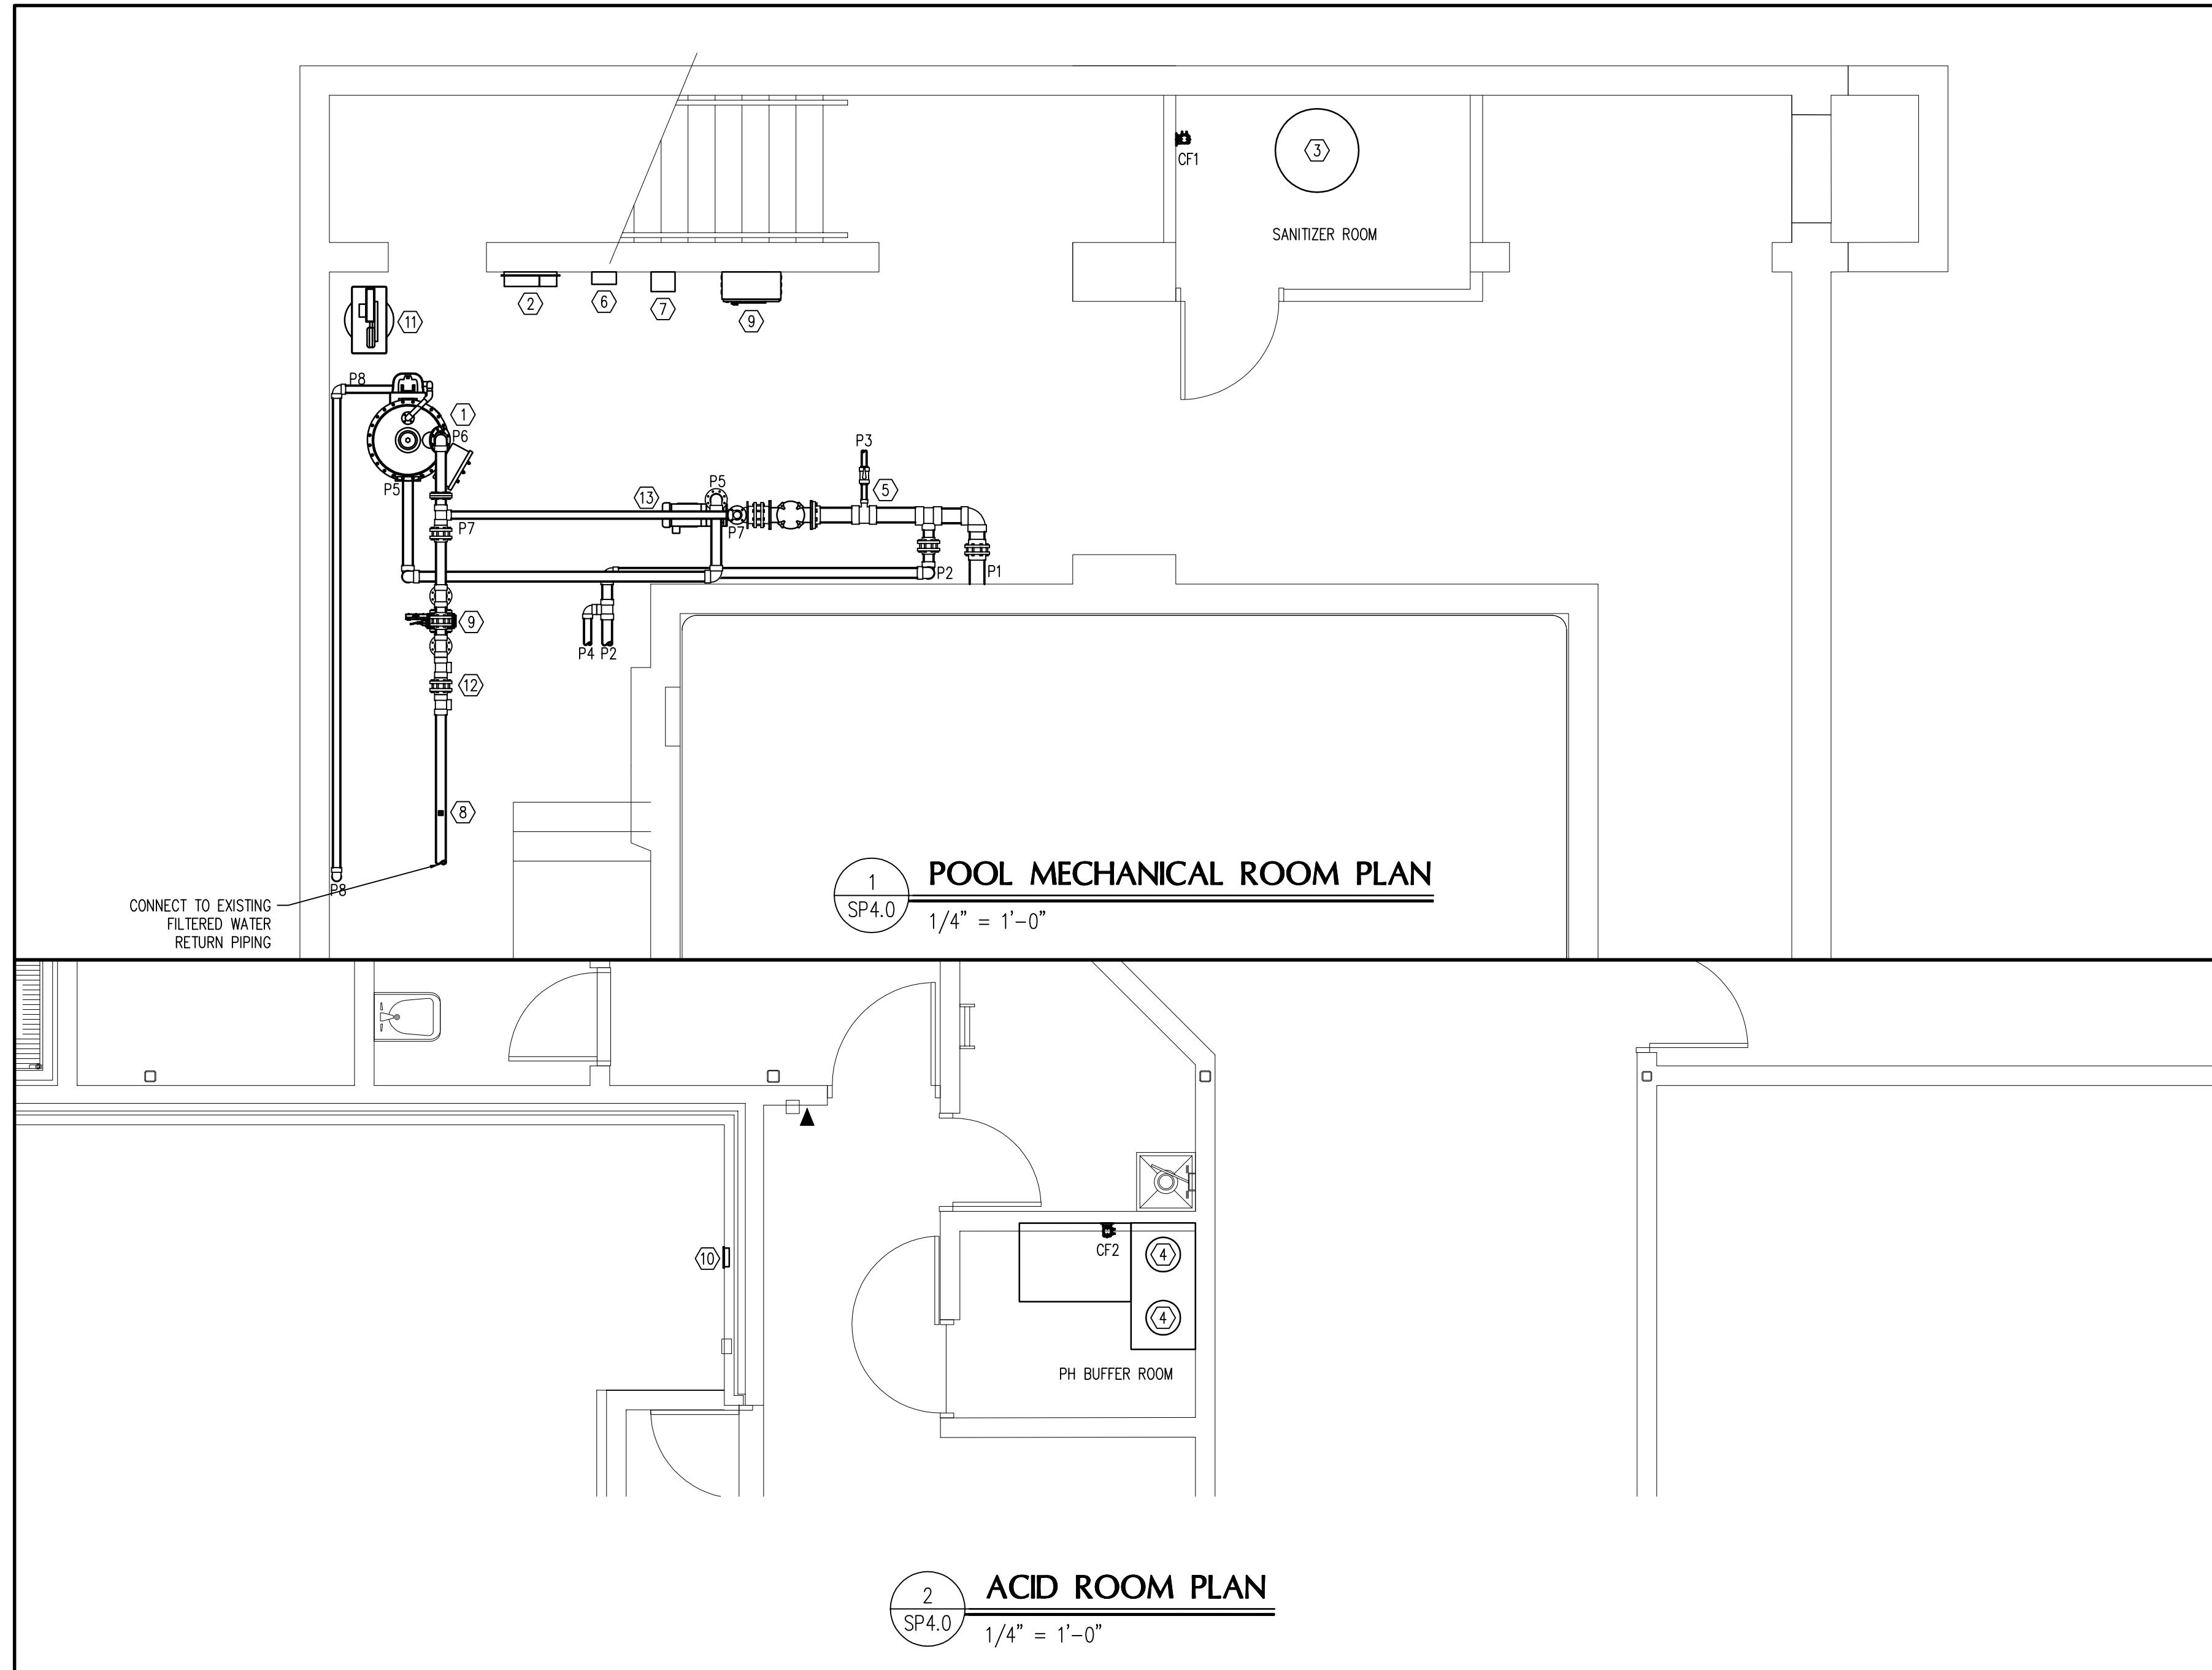 CF1
3
SANITIZER ROOM
2
6
7
9
11
P8
1
P6
P5
P3
P5
13
5
P7
P7
P2
P1
9
P4 P2
12
8
P8
CONNECT TO EXISTING
FILTERED WATER
RETURN PIPING
1
SP4.0
POOL MECHANICAL ROOM PLAN
1/4" = 1'-0"
10
CF2
4
4
PH BUFFER ROOM
2
SP4.0
ACID ROOM PLAN
1/4" = 1'-0"